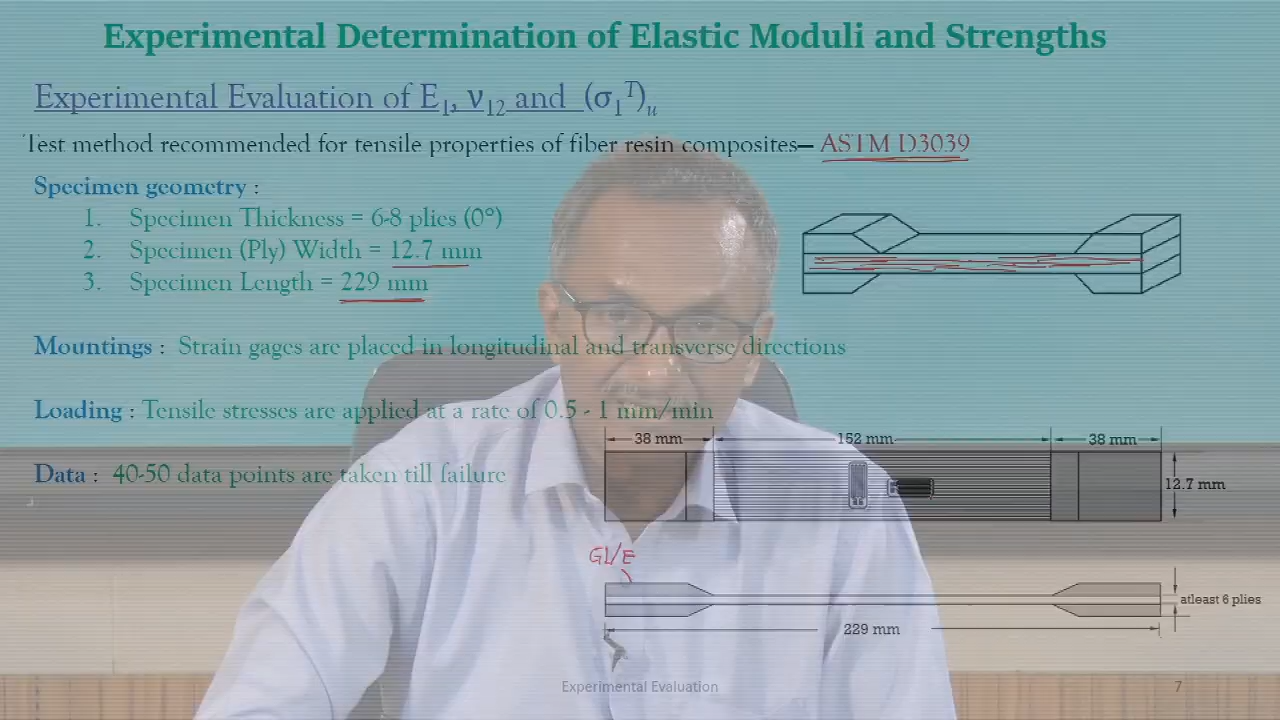 Experimental Determination of Elastic Moduli and Strengths
Experimental Evaluation of E₁, ν₁₂ and (σ₁ᵀ)ᵤ
Test method recommended for tensile properties of fiber resin composites– ASTM D3039
Specimen geometry :
1. Specimen Thickness = 6-8 plies (0°)
2. Specimen (Ply) Width = 12.7 mm
3. Specimen Length = 229 mm
Mountings : Strain gages are placed in longitudinal and transverse directions
Loading : Tensile stresses are applied at a rate of 0.5 - 1 mm/min
38 mm 152 mm 38 mm
Data : 40-50 data points are taken till failure
12.7 mm
Gl/E
atleast 6 plies
229 mm
Experimental Evaluation
7